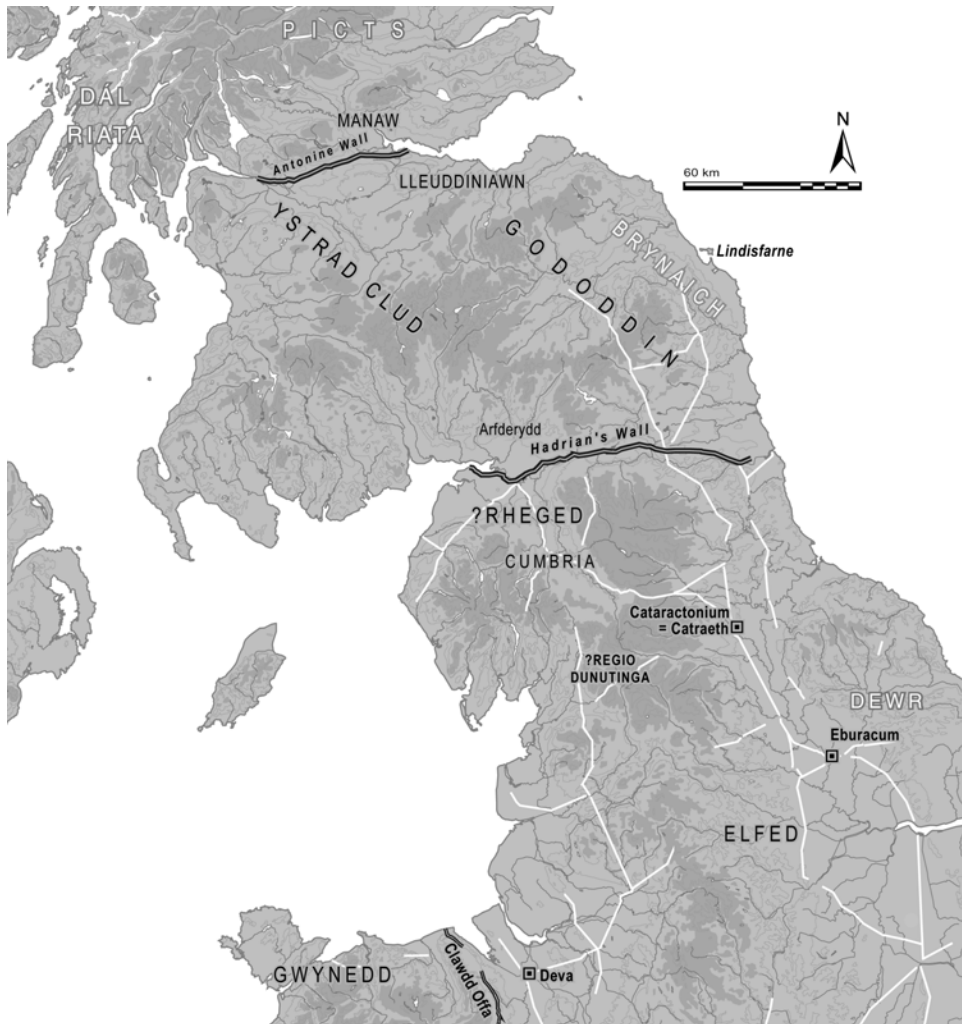 PICTS
DÁL
RIATA
MANAW
Antonine Wall
LLEUDDINIAWN
N
60 km
YSTRAD CLUD
GODODDIN
BRYNAICH
Lindisfarne
Arfderydd
Hadrian's Wall
?RHEGED
CUMBRIA
Cataractonium
= Catraeth
?REGIO
DUNUTINGA
DEWR
Eburacum
ELFED
GWYNEDD
Clawdd Offa
Deva